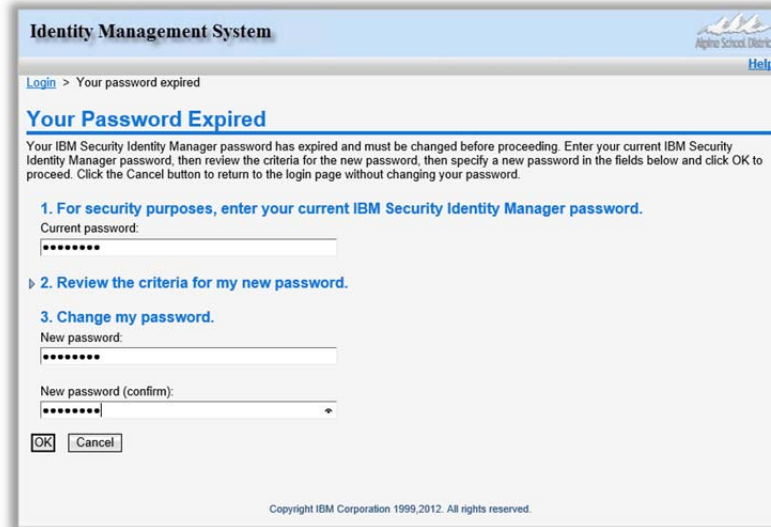 Identity Management System
Alpine School District
Help
Login > Your password expired
Your Password Expired
Your IBM Security Identity Manager password has expired and must be changed before proceeding. Enter your current IBM Security
Identity Manager password, then review the criteria for the new password, then specify a new password in the fields below and click OK to
proceed. Click the Cancel button to return to the login page without changing your password.
1. For security purposes, enter your current IBM Security Identity Manager password.
Current password:
••••••••
2. Review the criteria for my new password.
3. Change my password.
New password:
••••••••
New password (confirm):
••••••••
OK Cancel
Copyright IBM Corporation 1999,2012. All rights reserved.